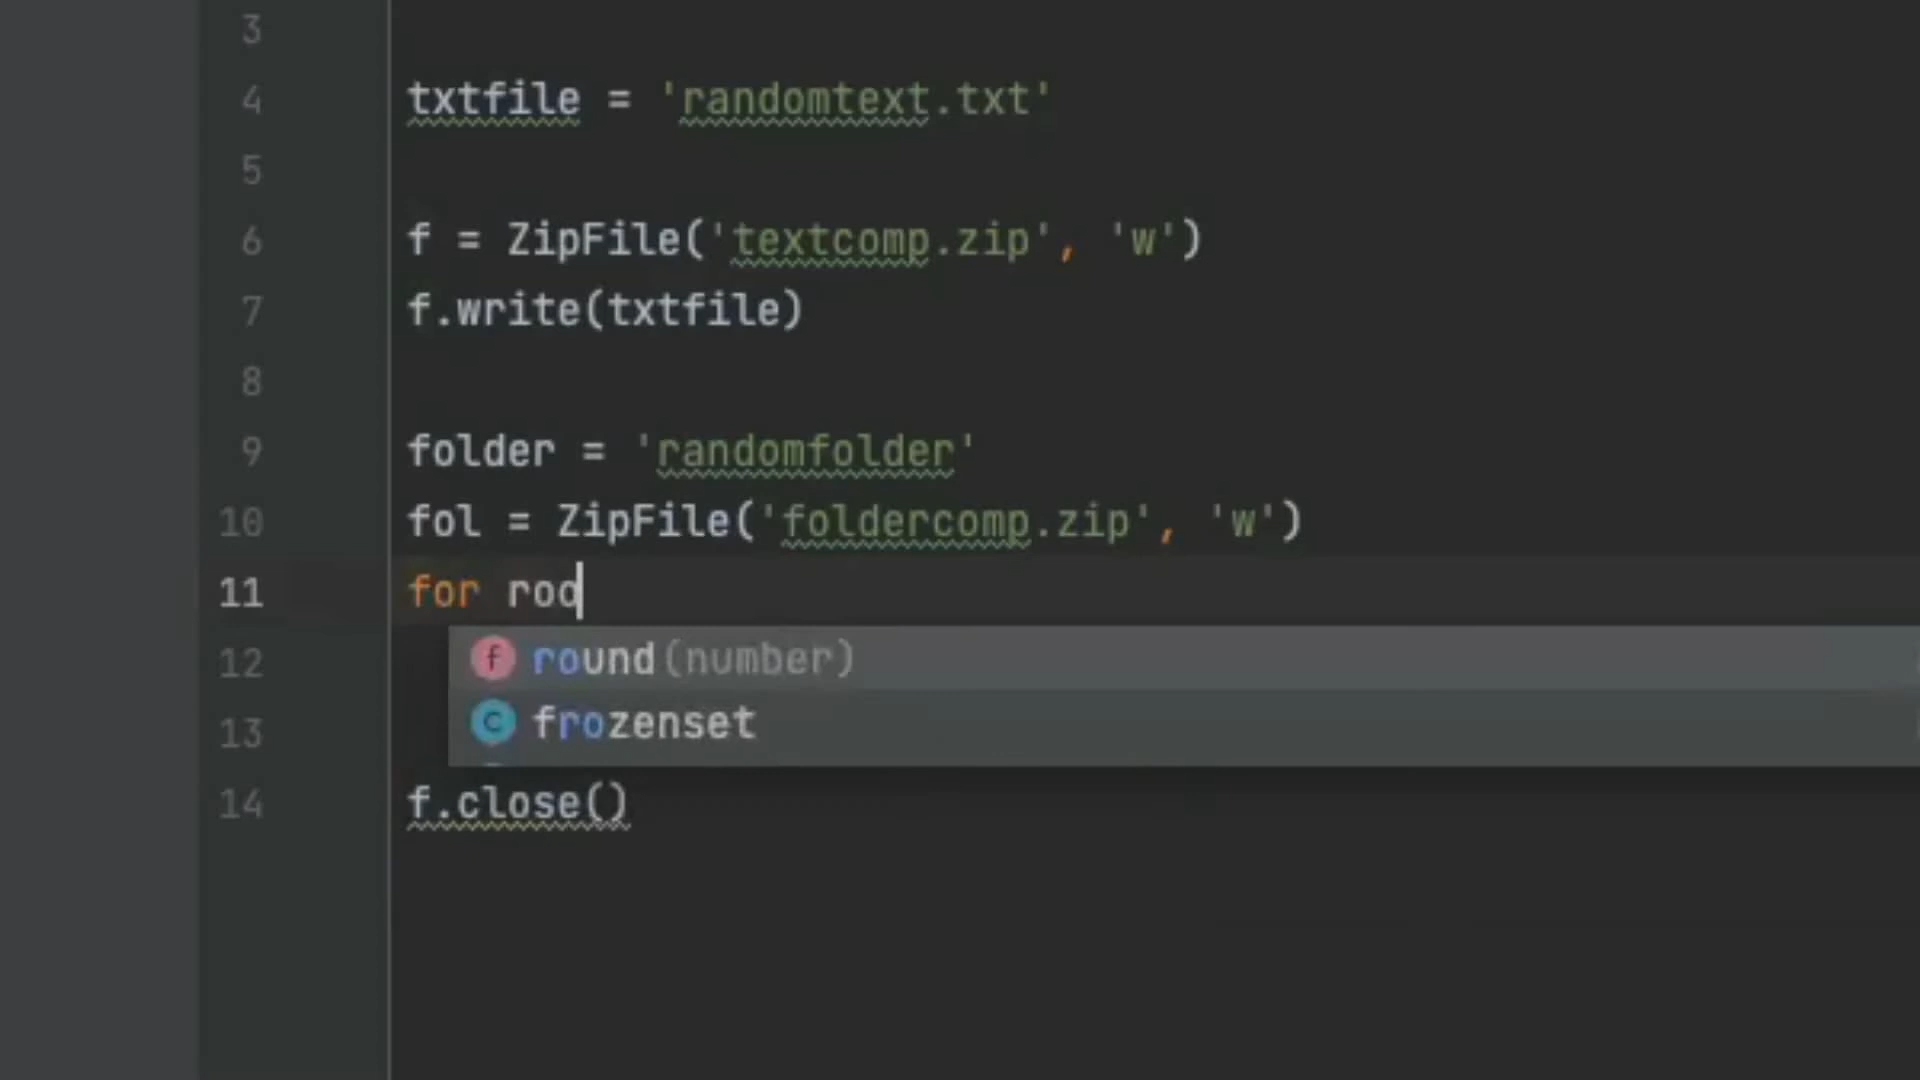 3
4 txtfile = 'randomtext.txt'
5
6 f = ZipFile('textcomp.zip', 'w')
7 f.write(txtfile)
8
9 folder = 'randomfolder'
10 fol = ZipFile('foldercomp.zip', 'w')
11 for roo
f round(number)
12
c frozenset
13
14 f.close()